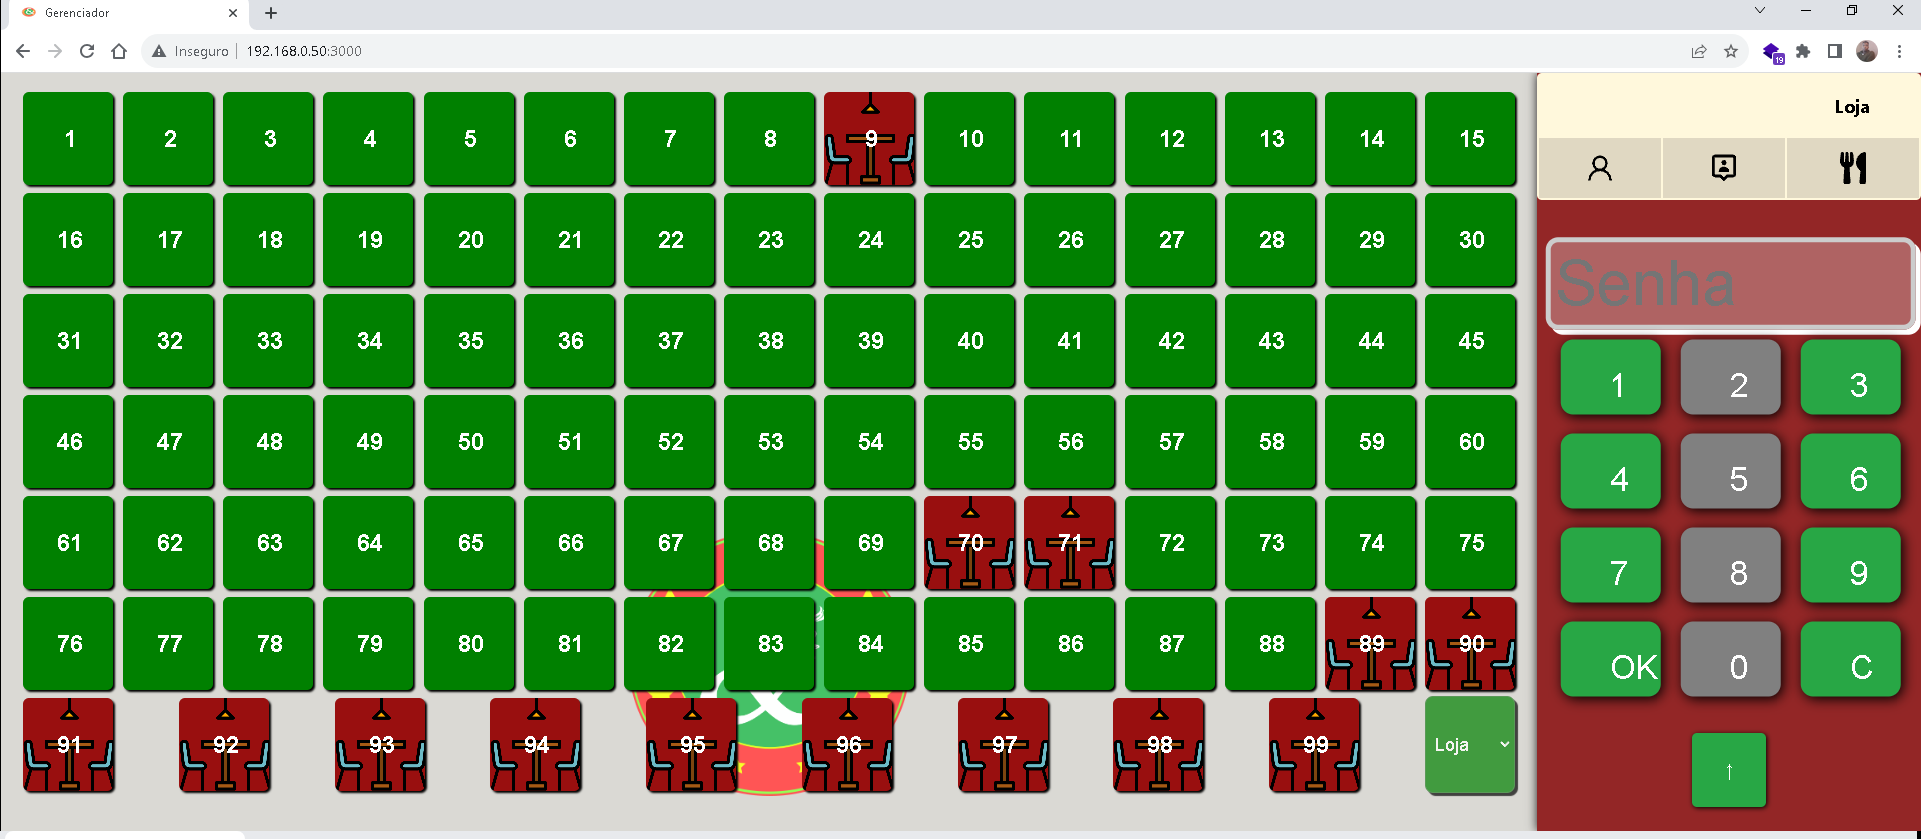 Gerenciador
Inseguro 192.168.0.50:3000
19
1 2 3 4 5 6 7 8 9 10 11 12 13 14 15
16 17 18 19 20 21 22 23 24 25 26 27 28 29 30
31 32 33 34 35 36 37 38 39 40 41 42 43 44 45
46 47 48 49 50 51 52 53 54 55 56 57 58 59 60
61 62 63 64 65 66 67 68 69 70 71 72 73 74 75
76 77 78 79 80 81 82 83 84 85 86 87 88 89 90
91 92 93 94 95 96 97 98 99 Loja
Loja
Senha
1 2 3
4 5 6
7 8 9
OK 0 C
↑